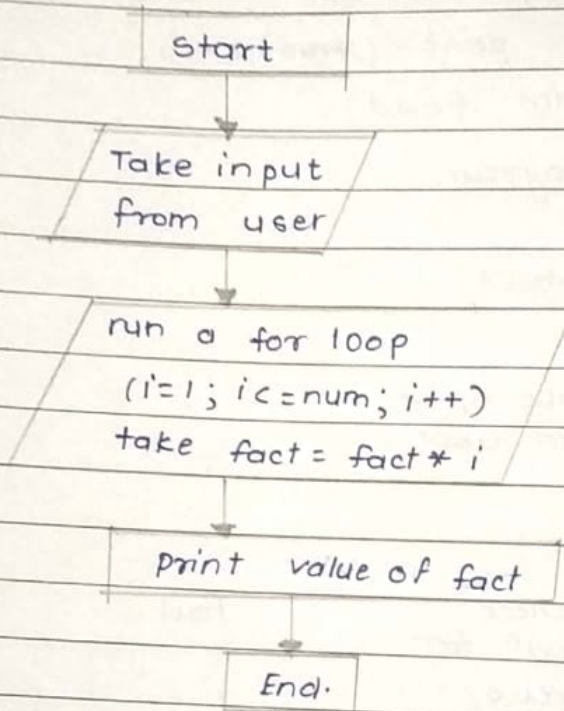 Start
Take input
from user
run a for loop
(i=1; i<=num; i++)
take fact = fact * i
print value of fact
End.